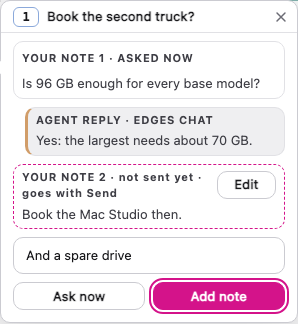 1 Book the second truck? ×
YOUR NOTE 1 · ASKED NOW
Is 96 GB enough for every base model?
AGENT REPLY · EDGES CHAT
Yes: the largest needs about 70 GB.
YOUR NOTE 2 · not sent yet ·
goes with Send
Edit
Book the Mac Studio then.
And a spare drive
Ask now
Add note